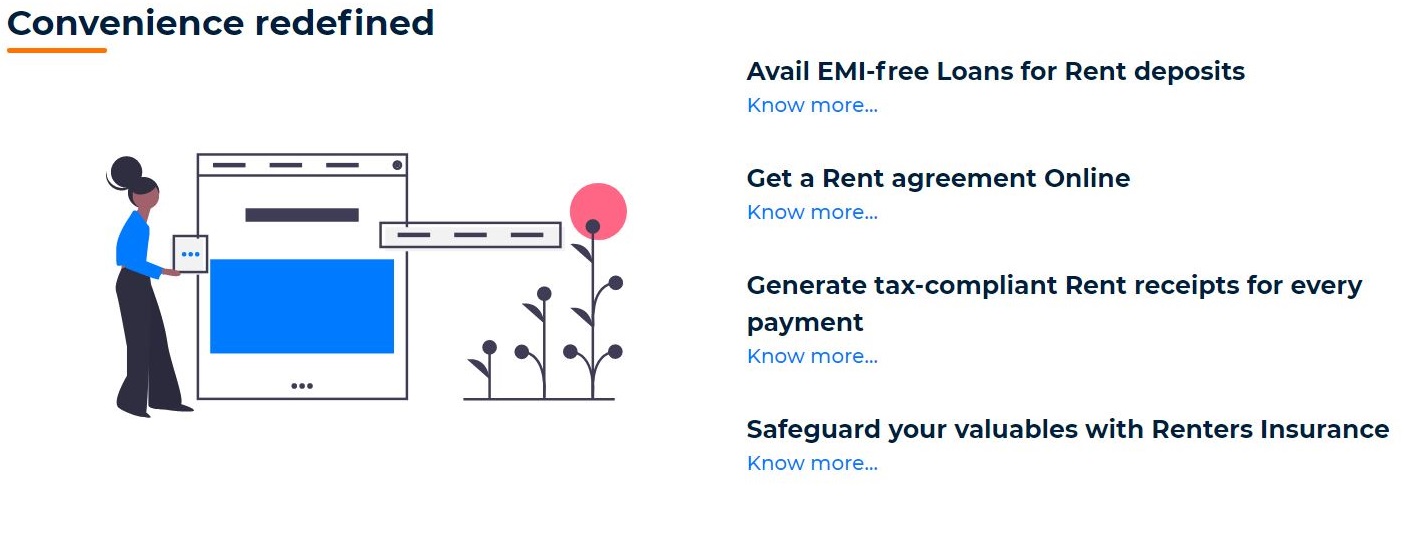 Convenience redefined
Avail EMI-free Loans for Rent deposits
Know more...
Get a Rent agreement Online
Know more...
Generate tax-compliant Rent receipts for every
payment
Know more...
Safeguard your valuables with Renters Insurance
Know more...